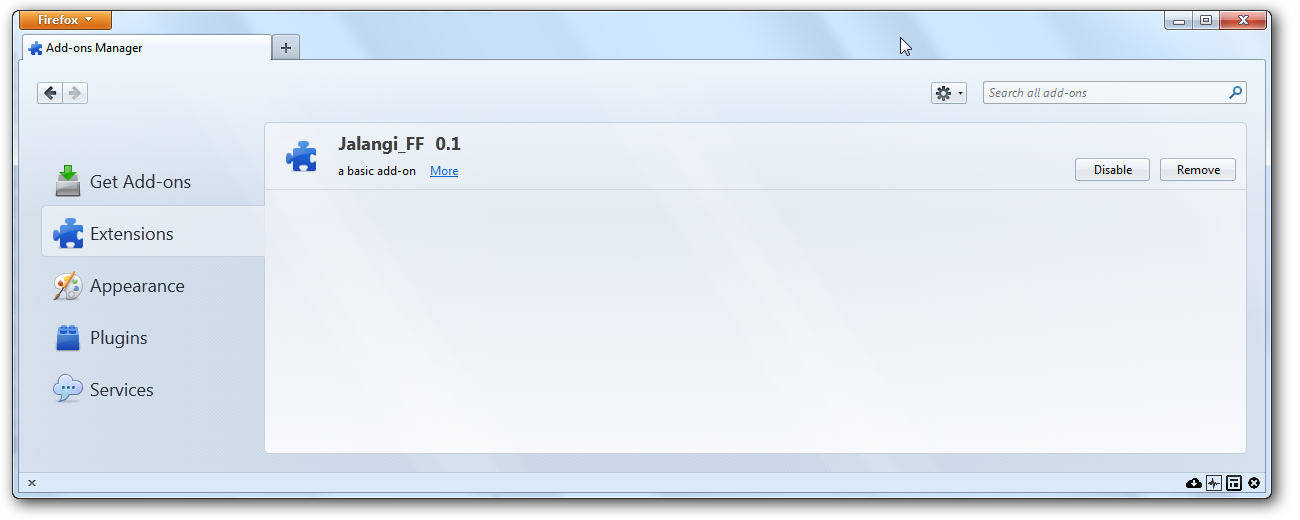 Firefox
Add-ons Manager
Search all add-ons
Jalangi_FF 0.1
a basic add-on More
Disable Remove
Get Add-ons
Extensions
Appearance
Plugins
Services